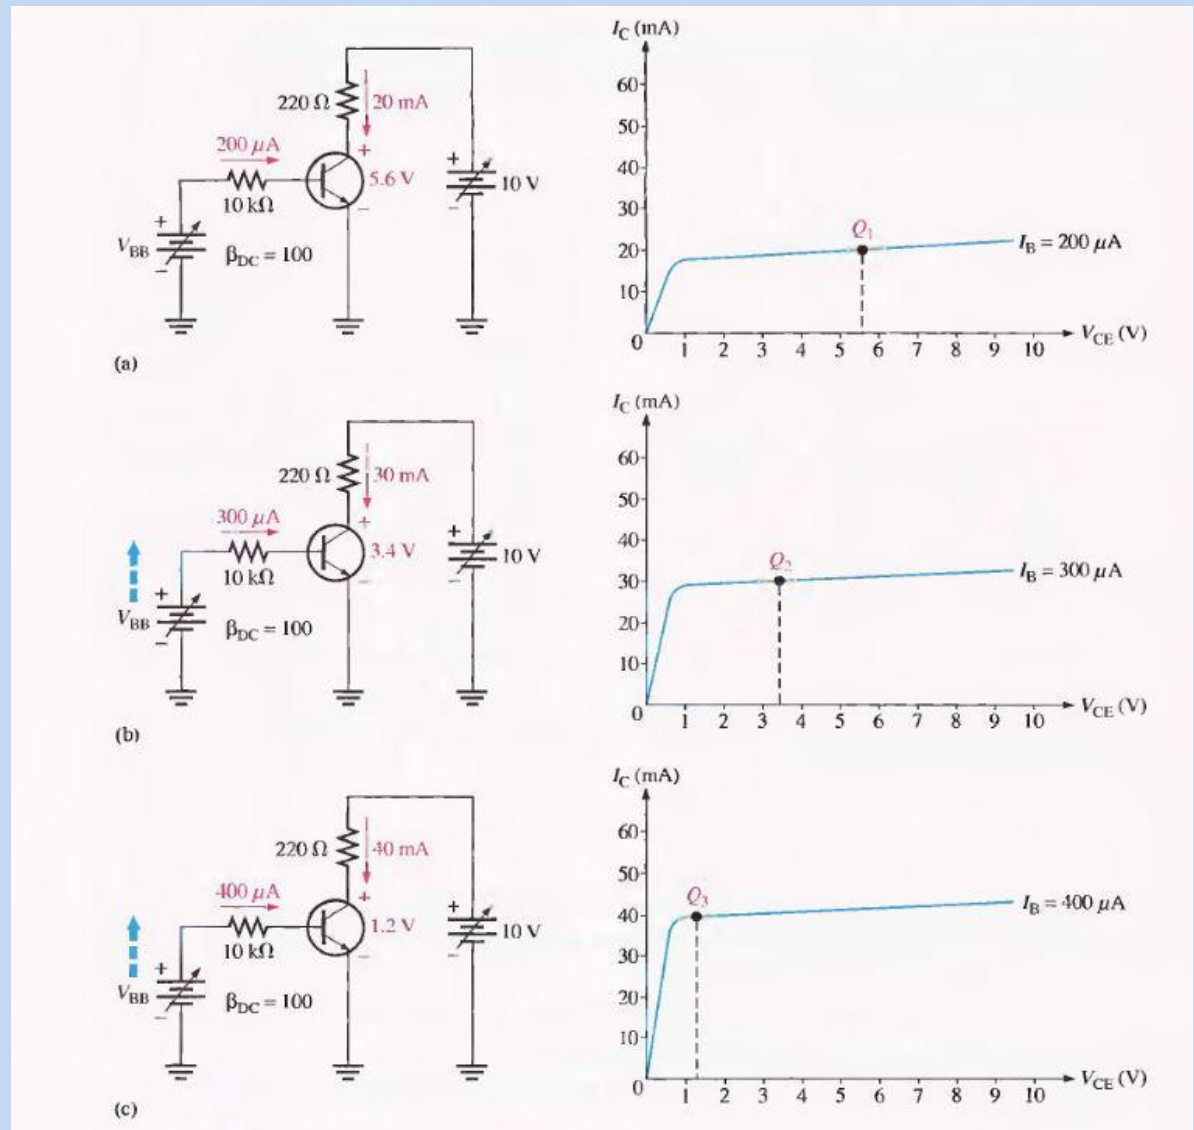 I_C (mA)
220 Ω
20 mA
200 μA
+
5.6 V
−
+
10 V
−
10 kΩ
+
V_BB
−
β_DC = 100
60
50
40
30
20
10
0
Q₁
I_B = 200 μA
1 2 3 4 5 6 7 8 9 10
V_CE (V)
(a)
I_C (mA)
220 Ω
30 mA
300 μA
+
3.4 V
−
+
10 V
−
10 kΩ
+
V_BB
−
β_DC = 100
60
50
40
30
20
10
0
Q₂
I_B = 300 μA
1 2 3 4 5 6 7 8 9 10
V_CE (V)
(b)
I_C (mA)
220 Ω
40 mA
400 μA
+
1.2 V
−
+
10 V
−
10 kΩ
+
V_BB
−
β_DC = 100
60
50
40
30
20
10
0
Q₃
I_B = 400 μA
1 2 3 4 5 6 7 8 9 10
V_CE (V)
(c)